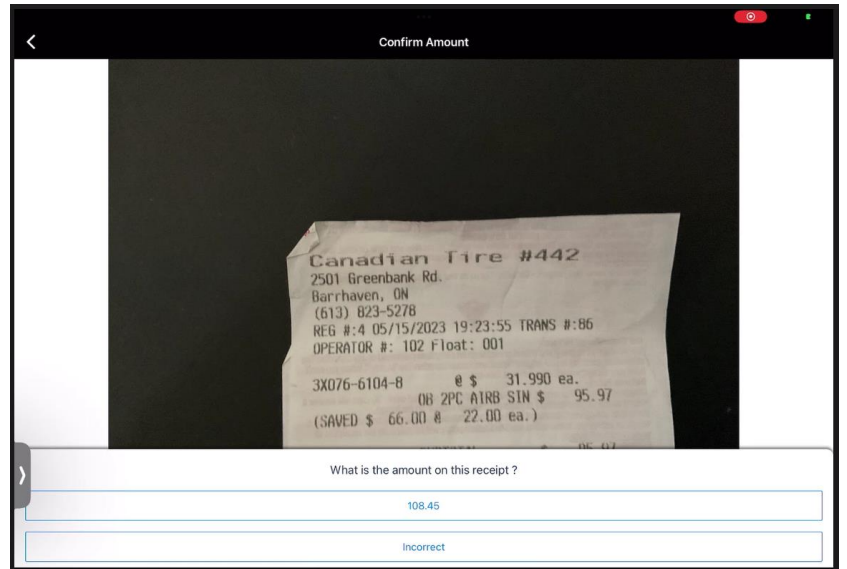 Confirm Amount
Canadian Tire #442
2501 Greenbank Rd.
Barrhaven, ON
(613) 823-5278
REG #:4 05/15/2023 19:23:55 TRANS #:86
OPERATOR #: 102 Float: 001
3X076-6104-8 @ $ 31.990 ea.
OB 2PC AIRB SIN $ 95.97
(SAVED $ 66.00 @ 22.00 ea.)
What is the amount on this receipt ?
108.45
Incorrect